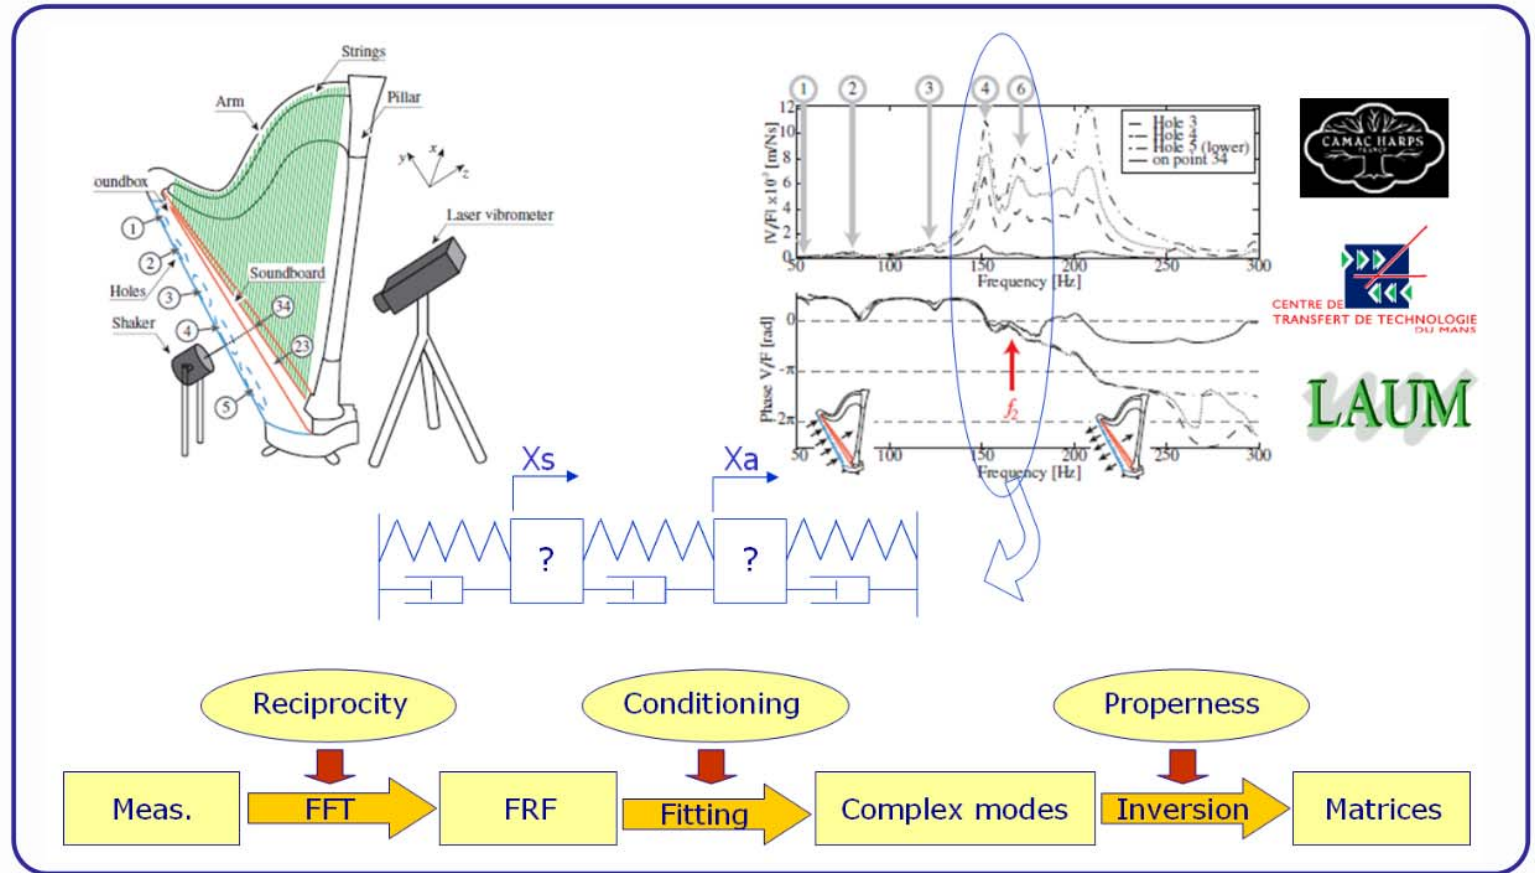 Strings
Arm
Pillar
y
x
z
oundbox
Laser vibrometer
1
2
Soundboard
Holes
3
34
Shaker
4
23
5
1
2
3
4
6
12
10
8
6
4
2
0
|V/F| x10⁻³ [m/Ns]
Hole 3
Hole 4
Hole 5 (lower)
on point 34
50 100 150 200 250 300
Frequency [Hz]
Phase V/F [rad]
0
-π
2π
f₂
50 100 150 200 250 300
Frequency [Hz]
CAMAC HARPS
FRANCE
CENTRE DE
TRANSFERT DE TECHNOLOGIE
DU MANS
LAUM
Xs
Xa
?
?
Reciprocity
Conditioning
Properness
Meas.
FFT
FRF
Fitting
Complex modes
Inversion
Matrices